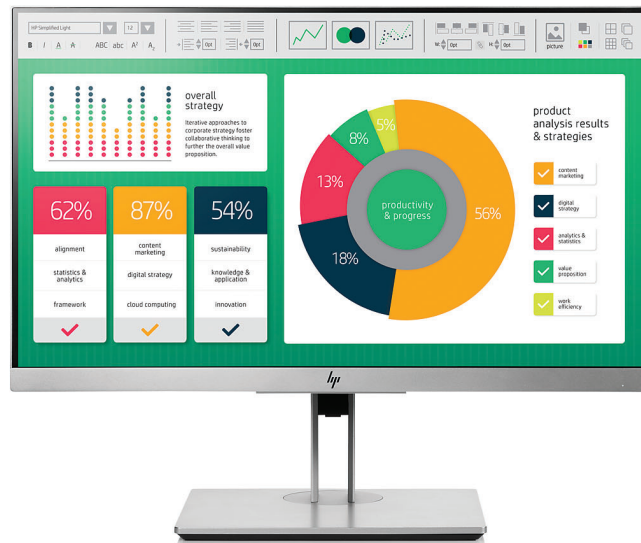 HP Simplified Light
12
B I A A ABC abc A² A₂
0pt
0pt
W: 0pt
H: 0pt
picture
overall
strategy
Iterative approaches to
corporate strategy foster
collaborative thinking to
further the overall value
proposition.
62%
alignment
statistics &
analytics
framework
87%
content
marketing
digital strategy
cloud computing
54%
sustainability
knowledge &
application
innovation
5%
8%
13%
18%
56%
productivity
& progress
product
analysis results
& strategies
content
marketing
digital
strategy
analytics &
statistics
value
proposition
work
efficiency
hp